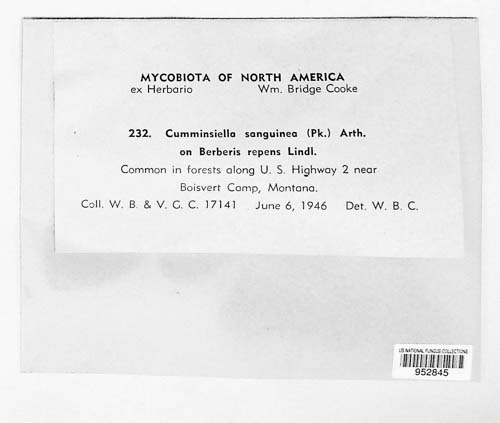 MYCOBIOTA OF NORTH AMERICA
ex Herbario Wm. Bridge Cooke
232. Cumminsiella sanguinea (Pk.) Arth.
on Berberis repens Lindl.
Common in forests along U. S. Highway 2 near
Boisvert Camp, Montana.
Coll. W. B. & V. G. C. 17141 June 6, 1946 Det. W. B. C.
US NATIONAL FUNGUS COLLECTIONS
952845